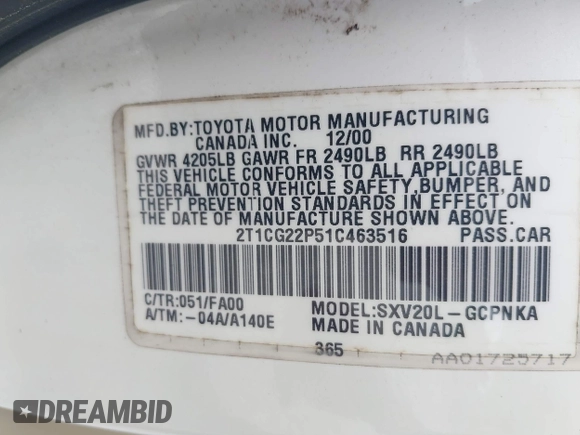 MFD.BY:TOYOTA MOTOR MANUFACTURING
CANADA INC. 12/00
GVWR 4205LB GAWR FR 2490LB RR 2490LB
THIS VEHICLE CONFORMS TO ALL APPLICABLE
FEDERAL MOTOR VEHICLE SAFETY,BUMPER, AND
THEFT PREVENTION STANDARDS IN EFFECT ON
THE DATE OF MANUFACTURE SHOWN ABOVE.
2T1CG22P51C463516 PASS.CAR
C/TR:051/FA00 MODEL:SXV20L-GCPNKA
A/TM:-04A/A140E MADE IN CANADA
365 AA01725717
DREAMBID